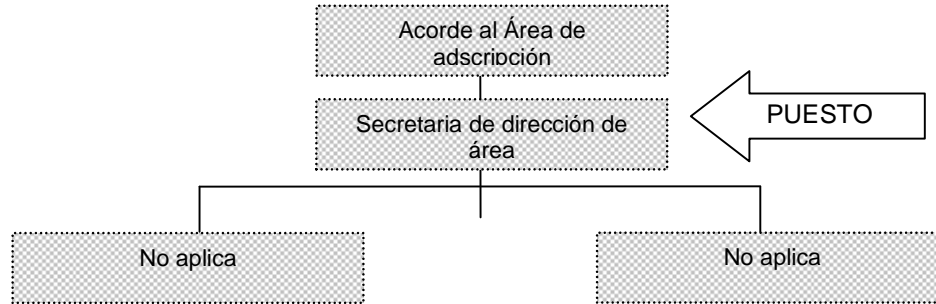 Acorde al Área de
adscripción
Secretaria de dirección de
área
PUESTO
No aplica
No aplica